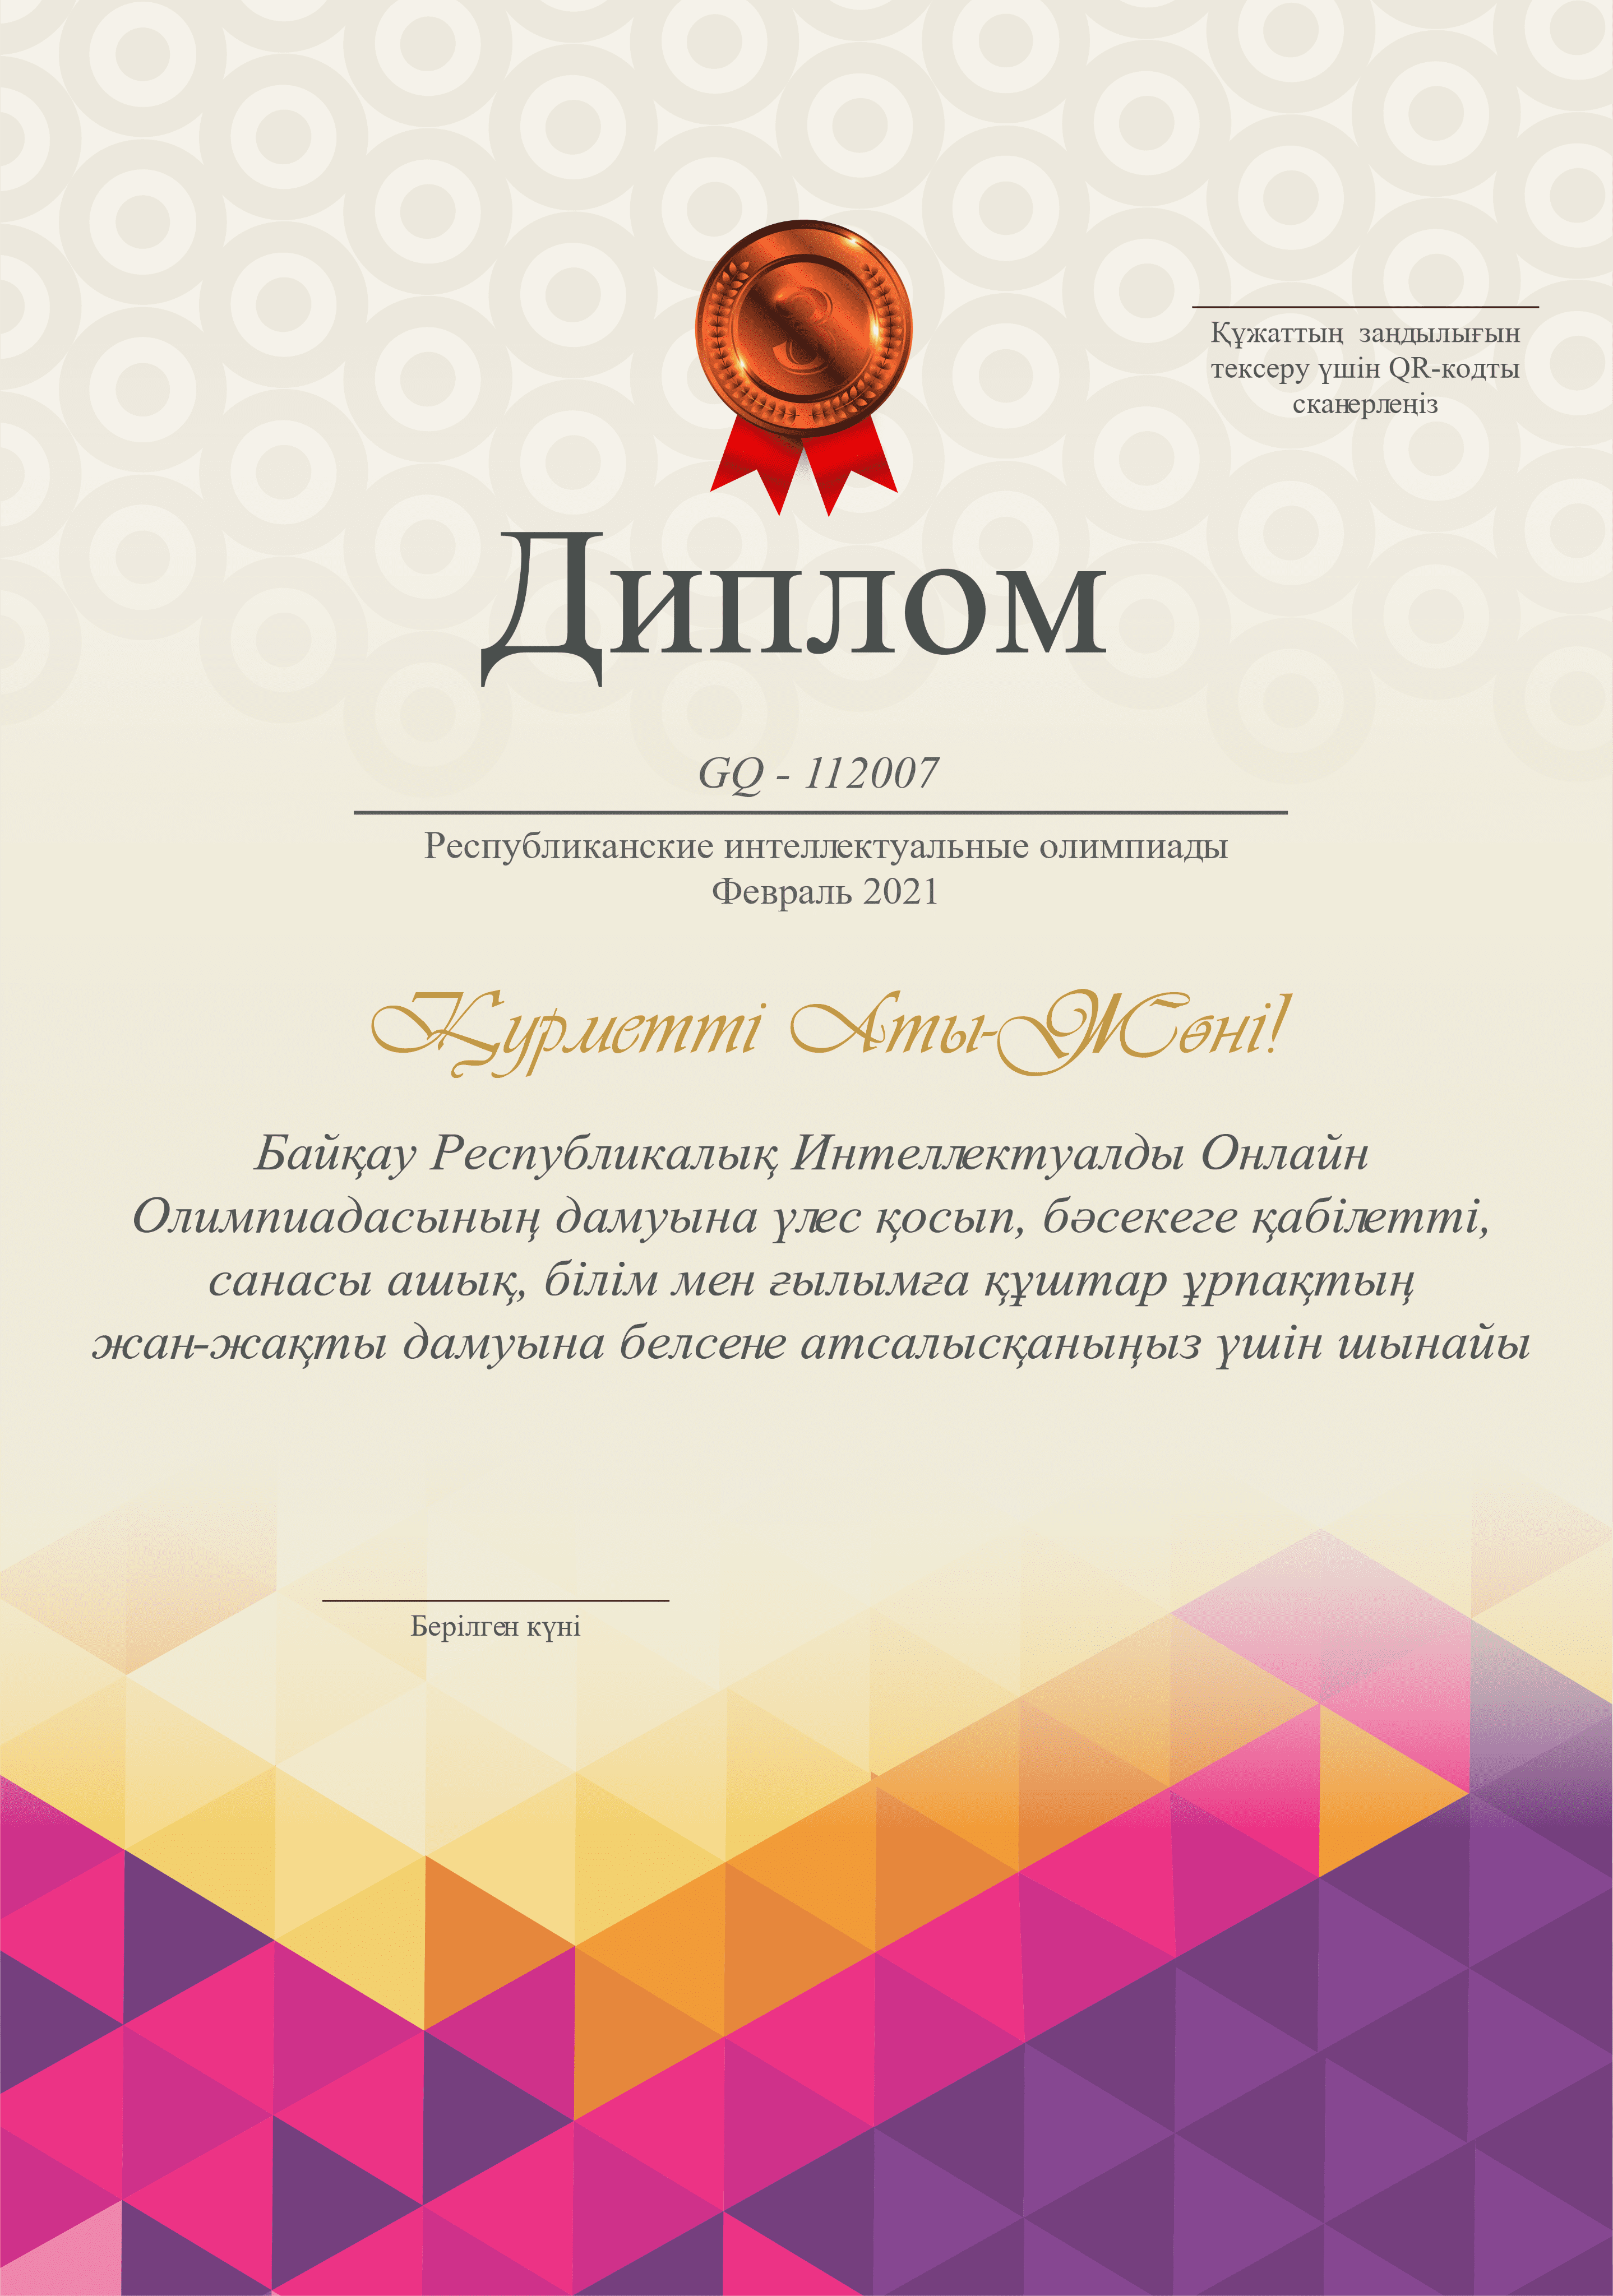 3
Құжаттың заңдылығын
тексеру үшін QR-кодты
сканерлеңіз
Диплом
GQ - 112007
Республиканские интеллектуальные олимпиады
Февраль 2021
Құрметті Аты-Жөні!
Байқау Республикалық Интеллектуалды Онлайн
Олимпиадасының дамуына үлес қосып, бәсекеге қабілетті,
санасы ашық, білім мен ғылымға құштар ұрпақтың
жан-жақты дамуына белсене атсалысқаныңыз үшін шынайы
Берілген күні